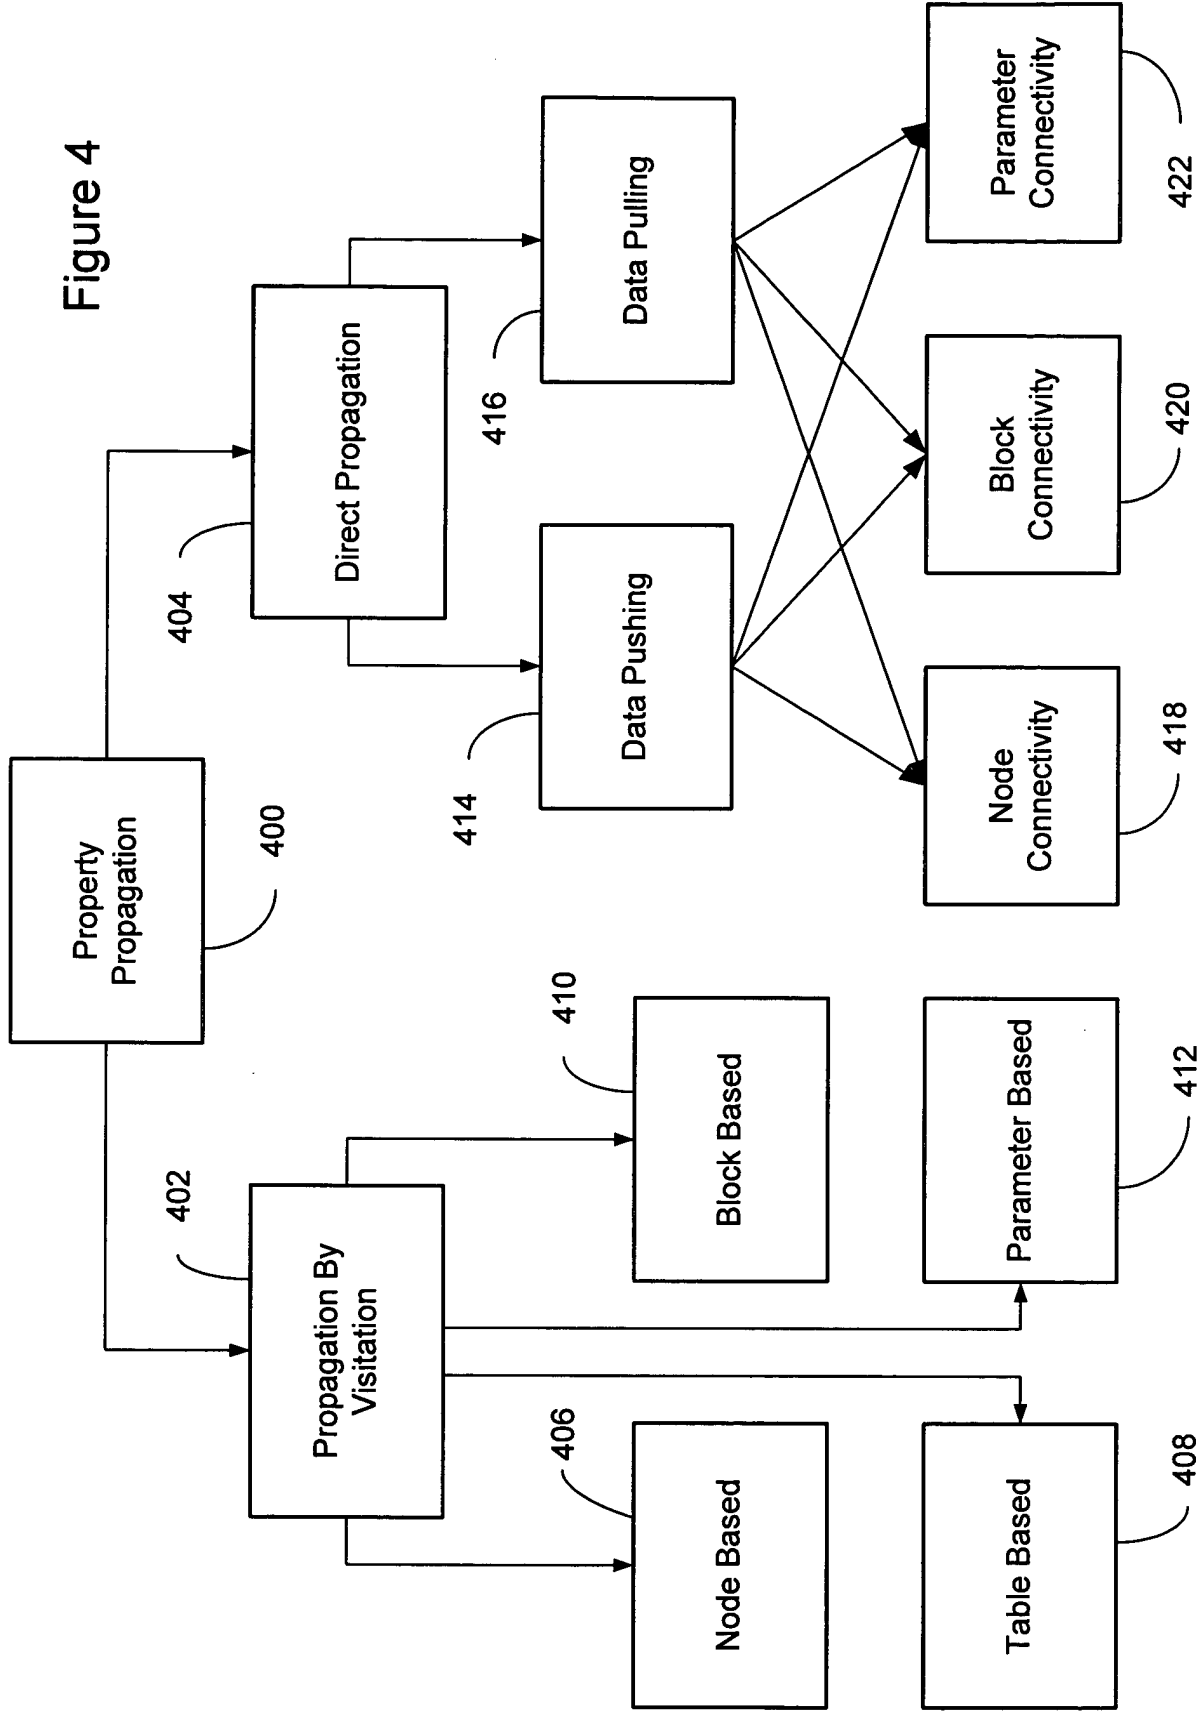 Figure 4
Property
Propagation
400
402
Propagation By
Visitation
404
Direct Propagation
406
Node Based
410
Block Based
414
Data Pushing
416
Data Pulling
Table Based
408
Parameter Based
412
Node
Connectivity
418
Block
Connectivity
420
Parameter
Connectivity
422